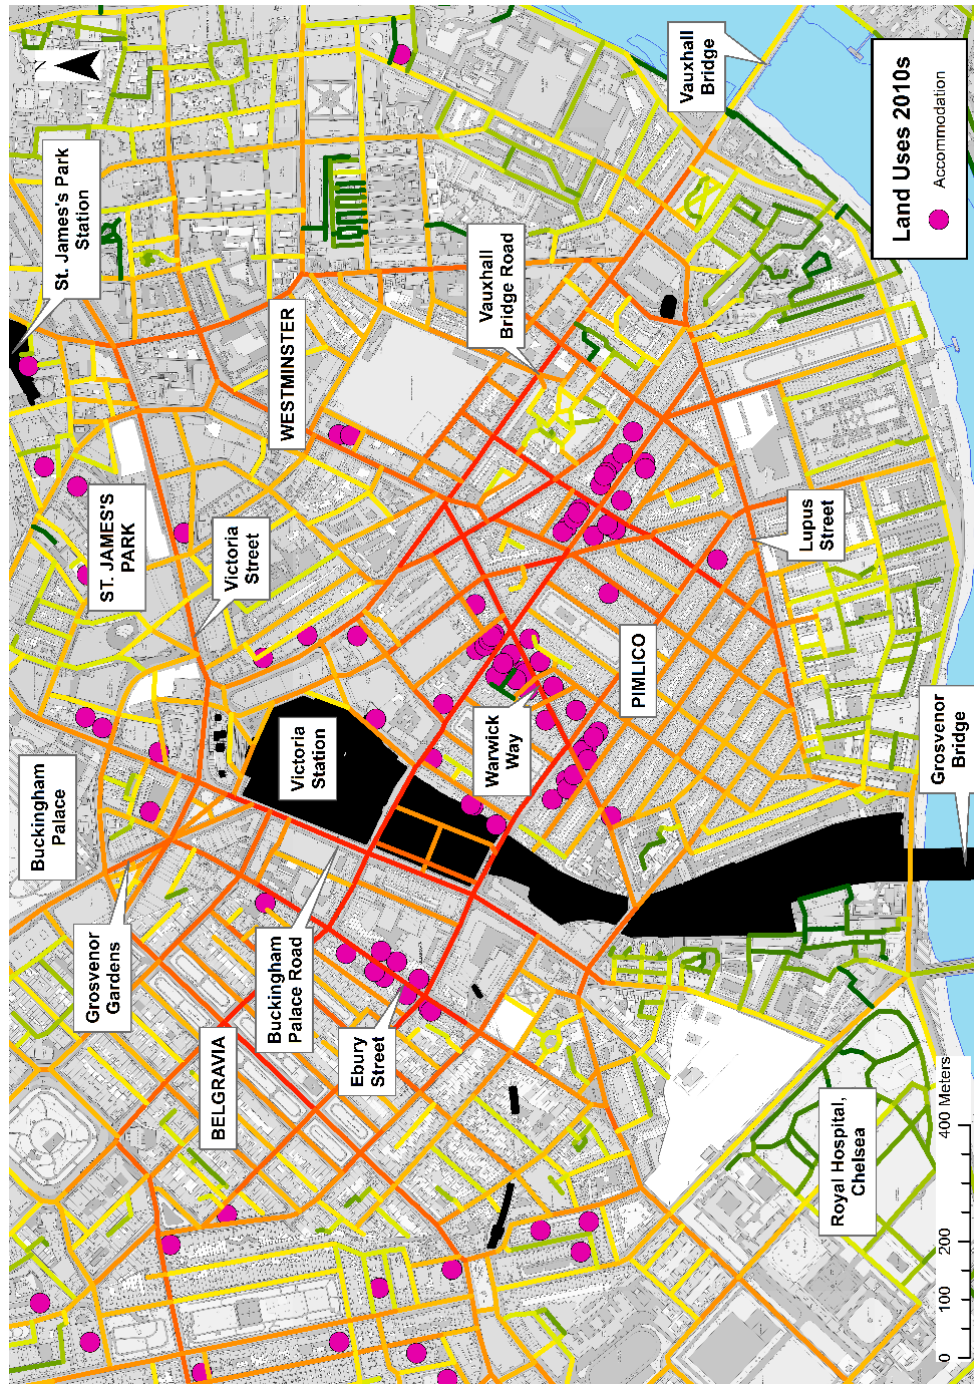 St. James's Park
Station
Buckingham
Palace
ST. JAMES'S
PARK
WESTMINSTER
Vauxhall
Bridge
Grosvenor
Gardens
Victoria
Street
Vauxhall
Bridge Road
Victoria
Station
Buckingham
Palace Road
BELGRAVIA
Ebury
Street
Warwick
Way
PIMLICO
Lupus
Street
Grosvenor
Bridge
Royal Hospital,
Chelsea
Land Uses 2010s
Accommodation
0 100 200 400 Meters